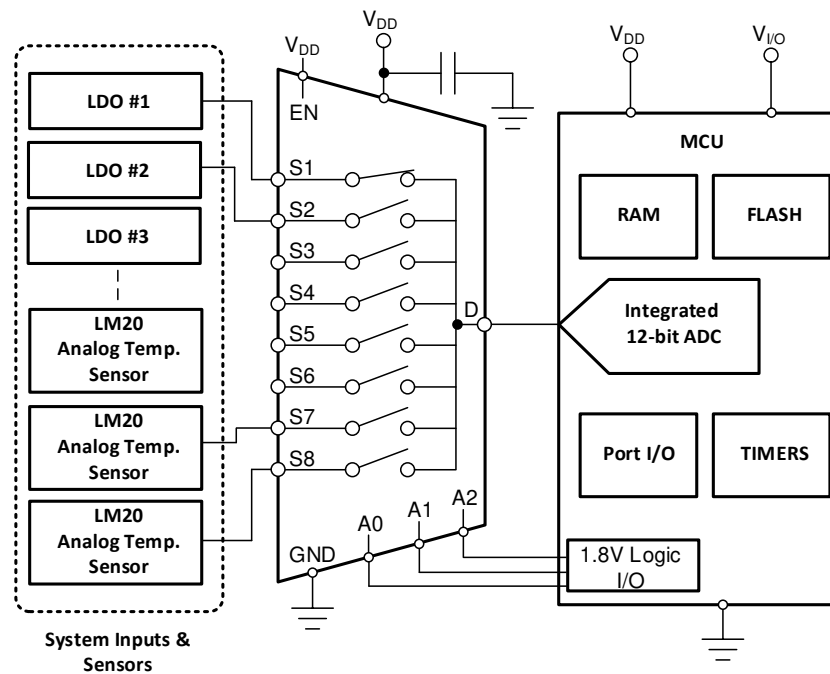 System Inputs &
Sensors
LDO #1
LDO #2
LDO #3
LM20
Analog Temp.
Sensor
LM20
Analog Temp.
Sensor
LM20
Analog Temp.
Sensor
VDD
VDD
EN
S1
S2
S3
S4
S5
S6
S7
S8
D
GND
A0
A1
A2
VDD
VI/O
MCU
RAM
FLASH
Integrated
12-bit ADC
Port I/O
TIMERS
1.8V Logic
I/O